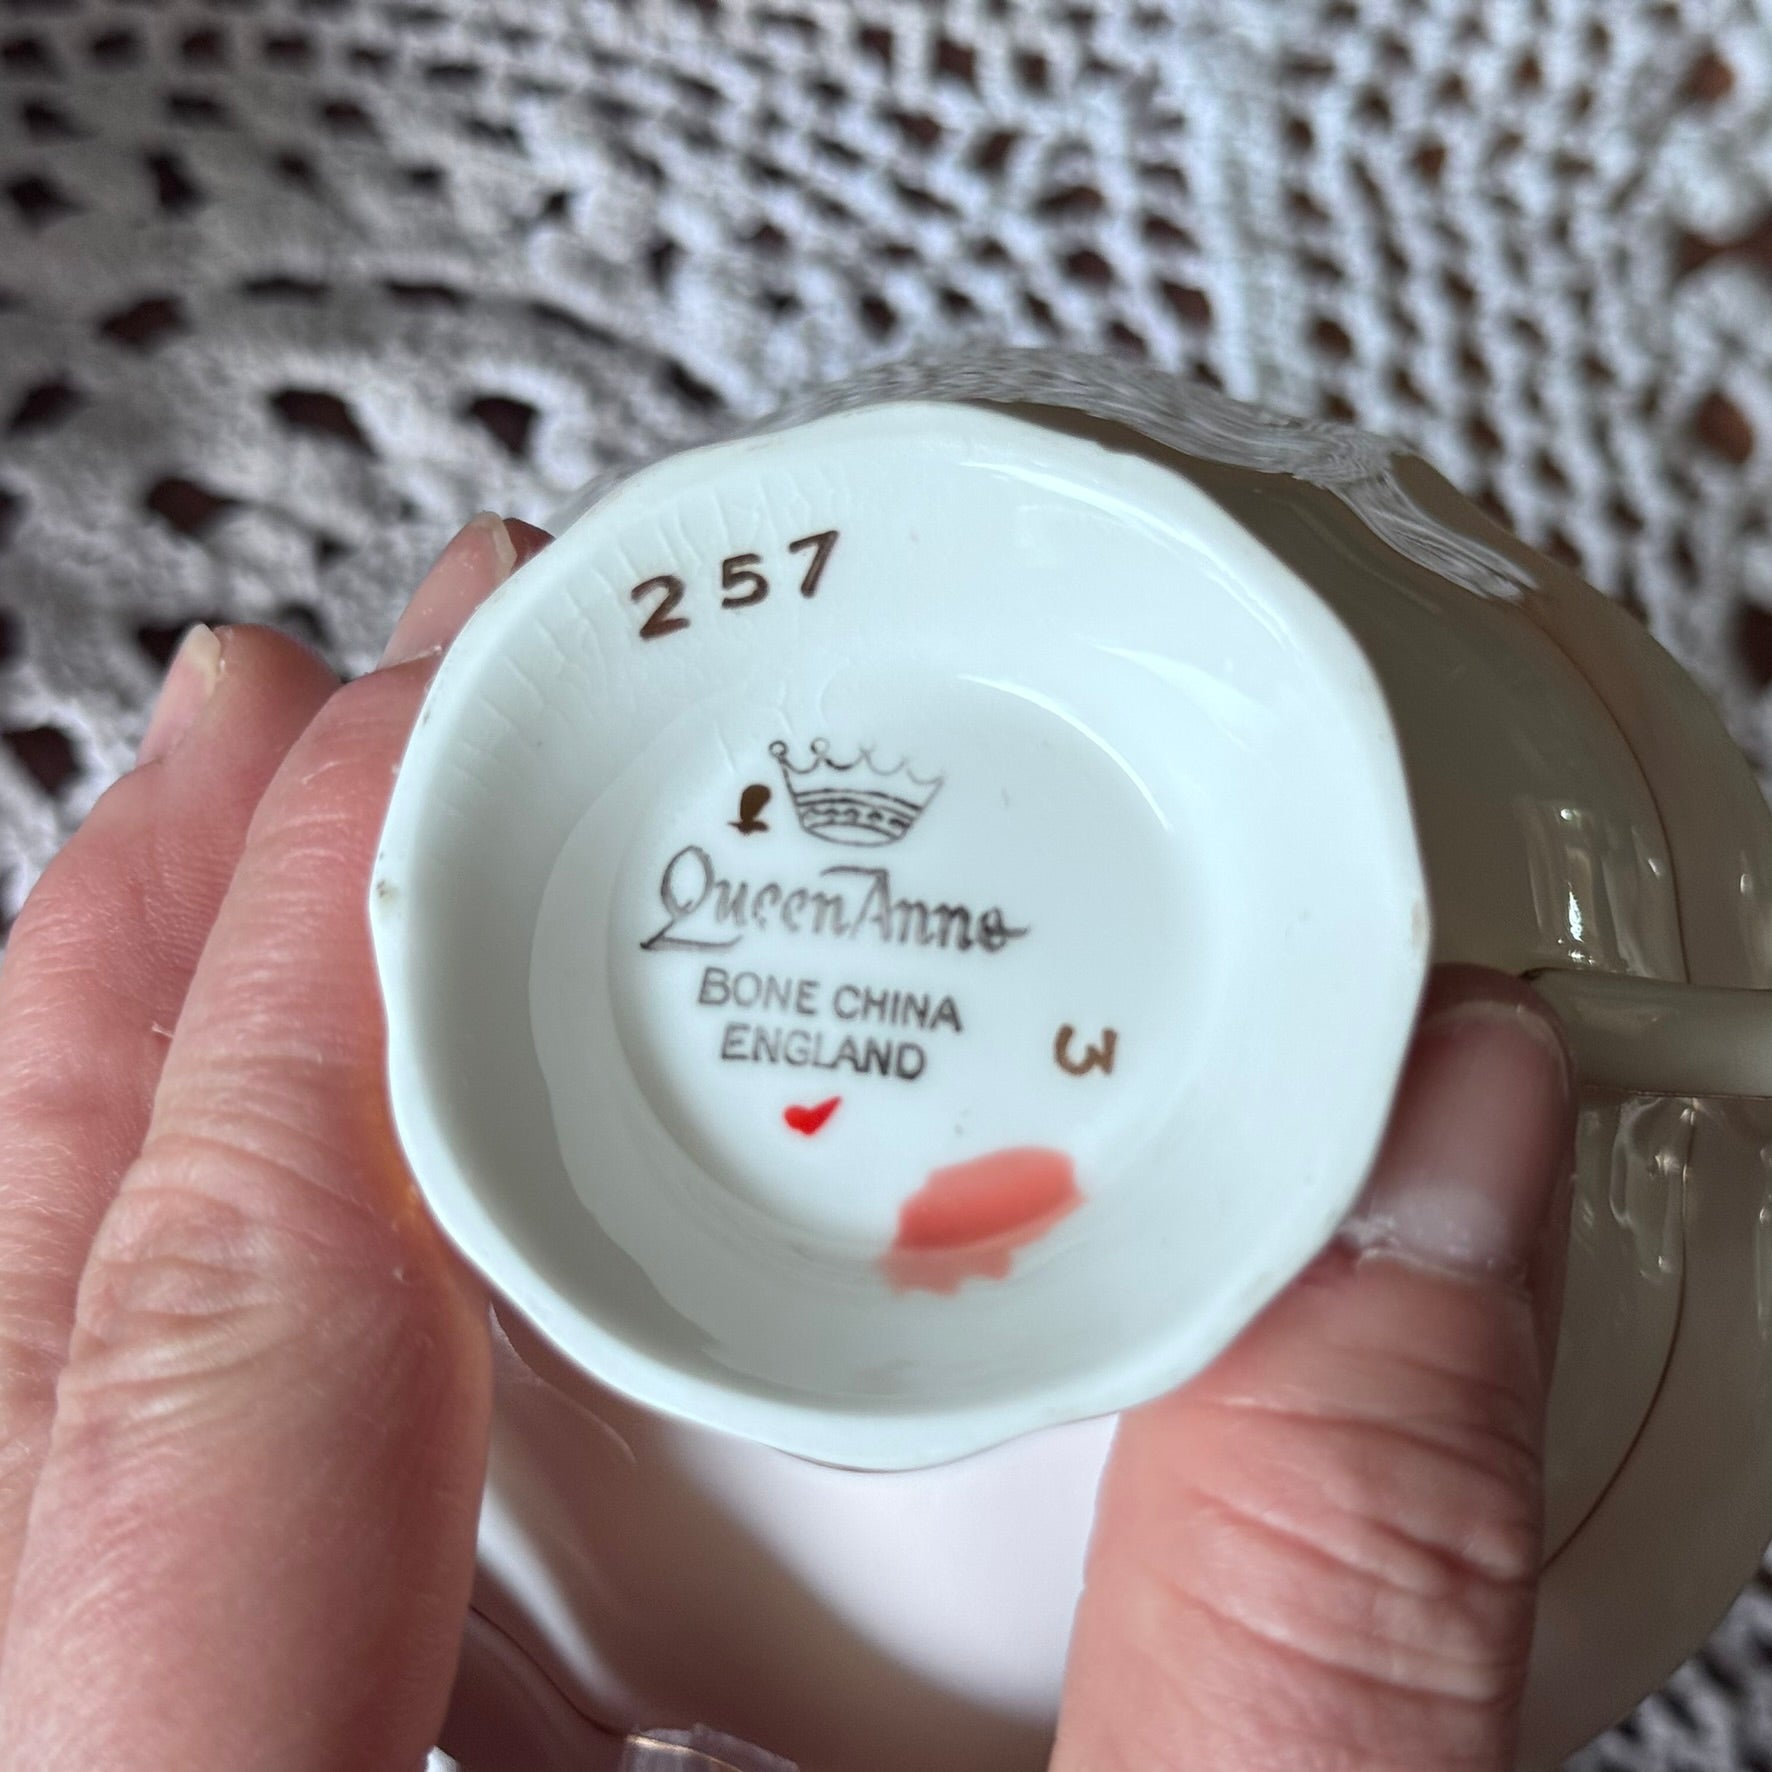 257
Queen Anne
BONE CHINA
ENGLAND
3